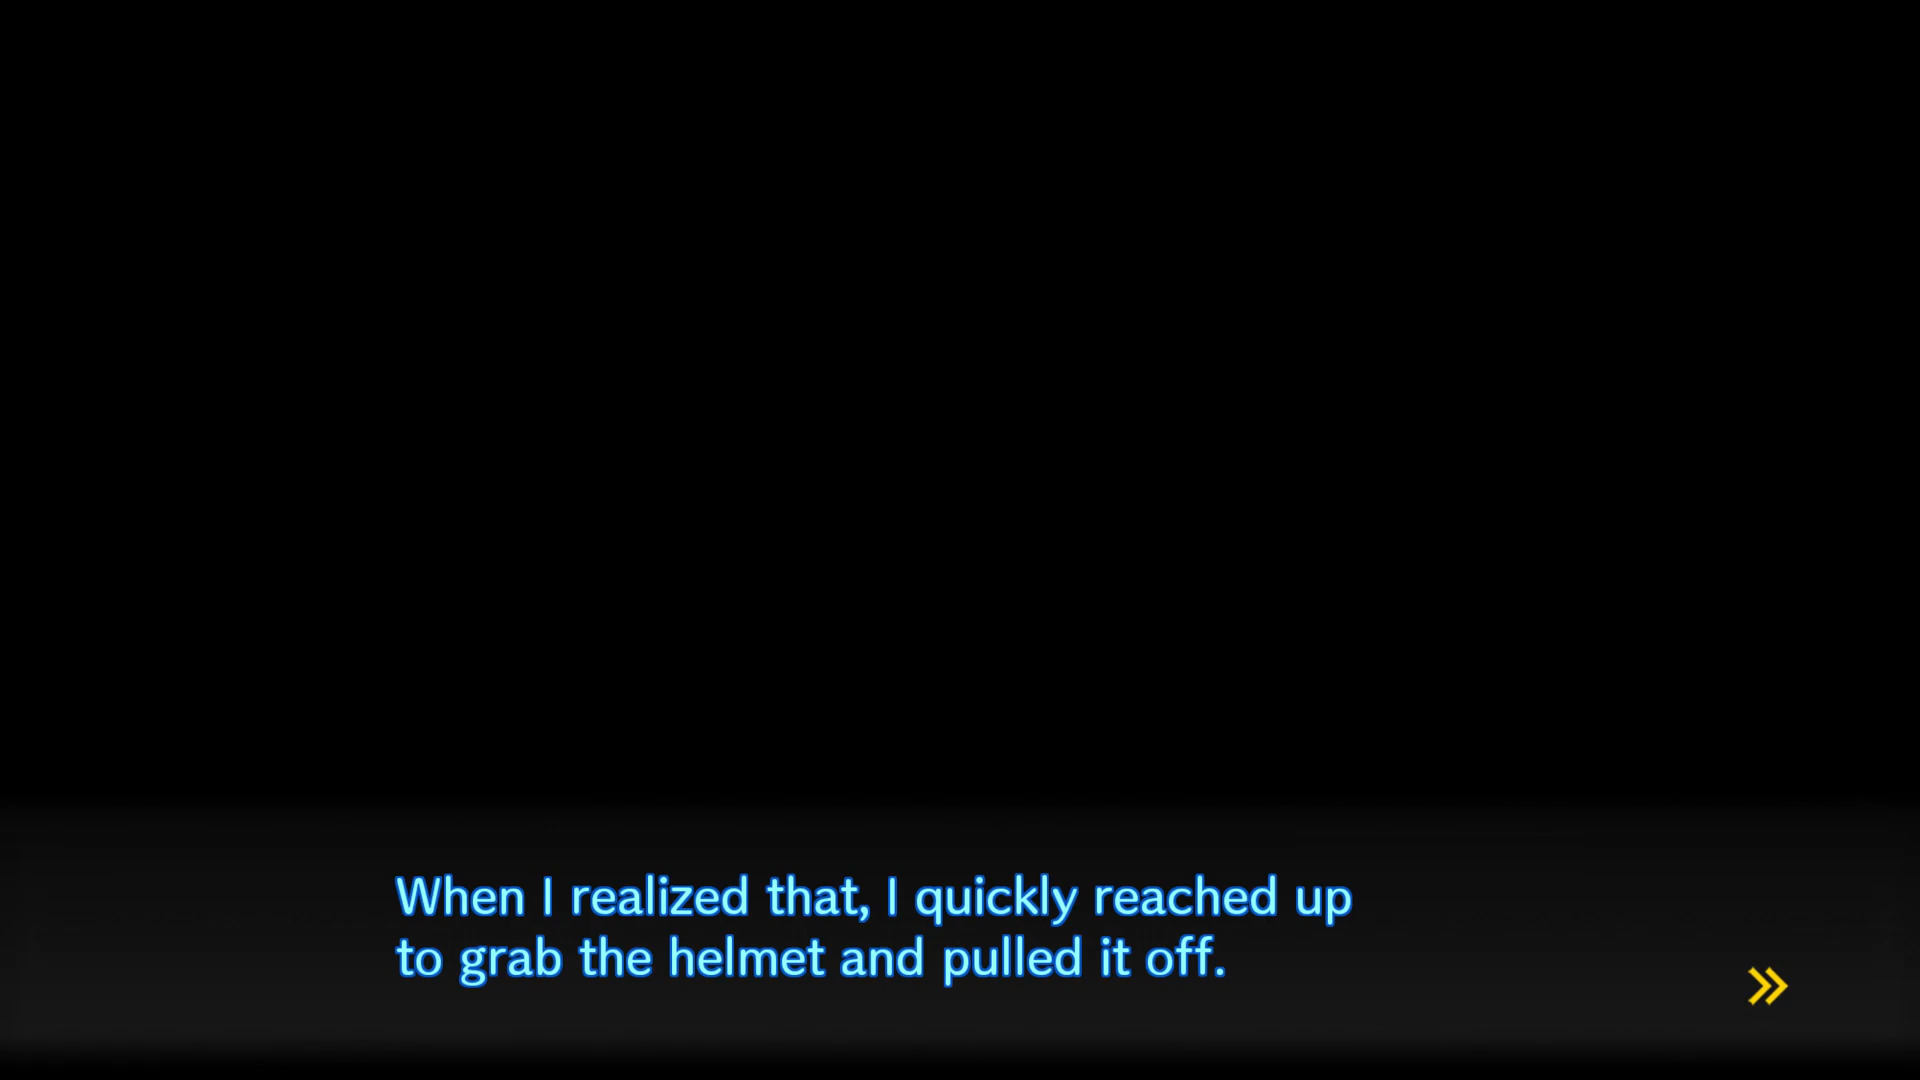 When I realized that, I quickly reached up
to grab the helmet and pulled it off.